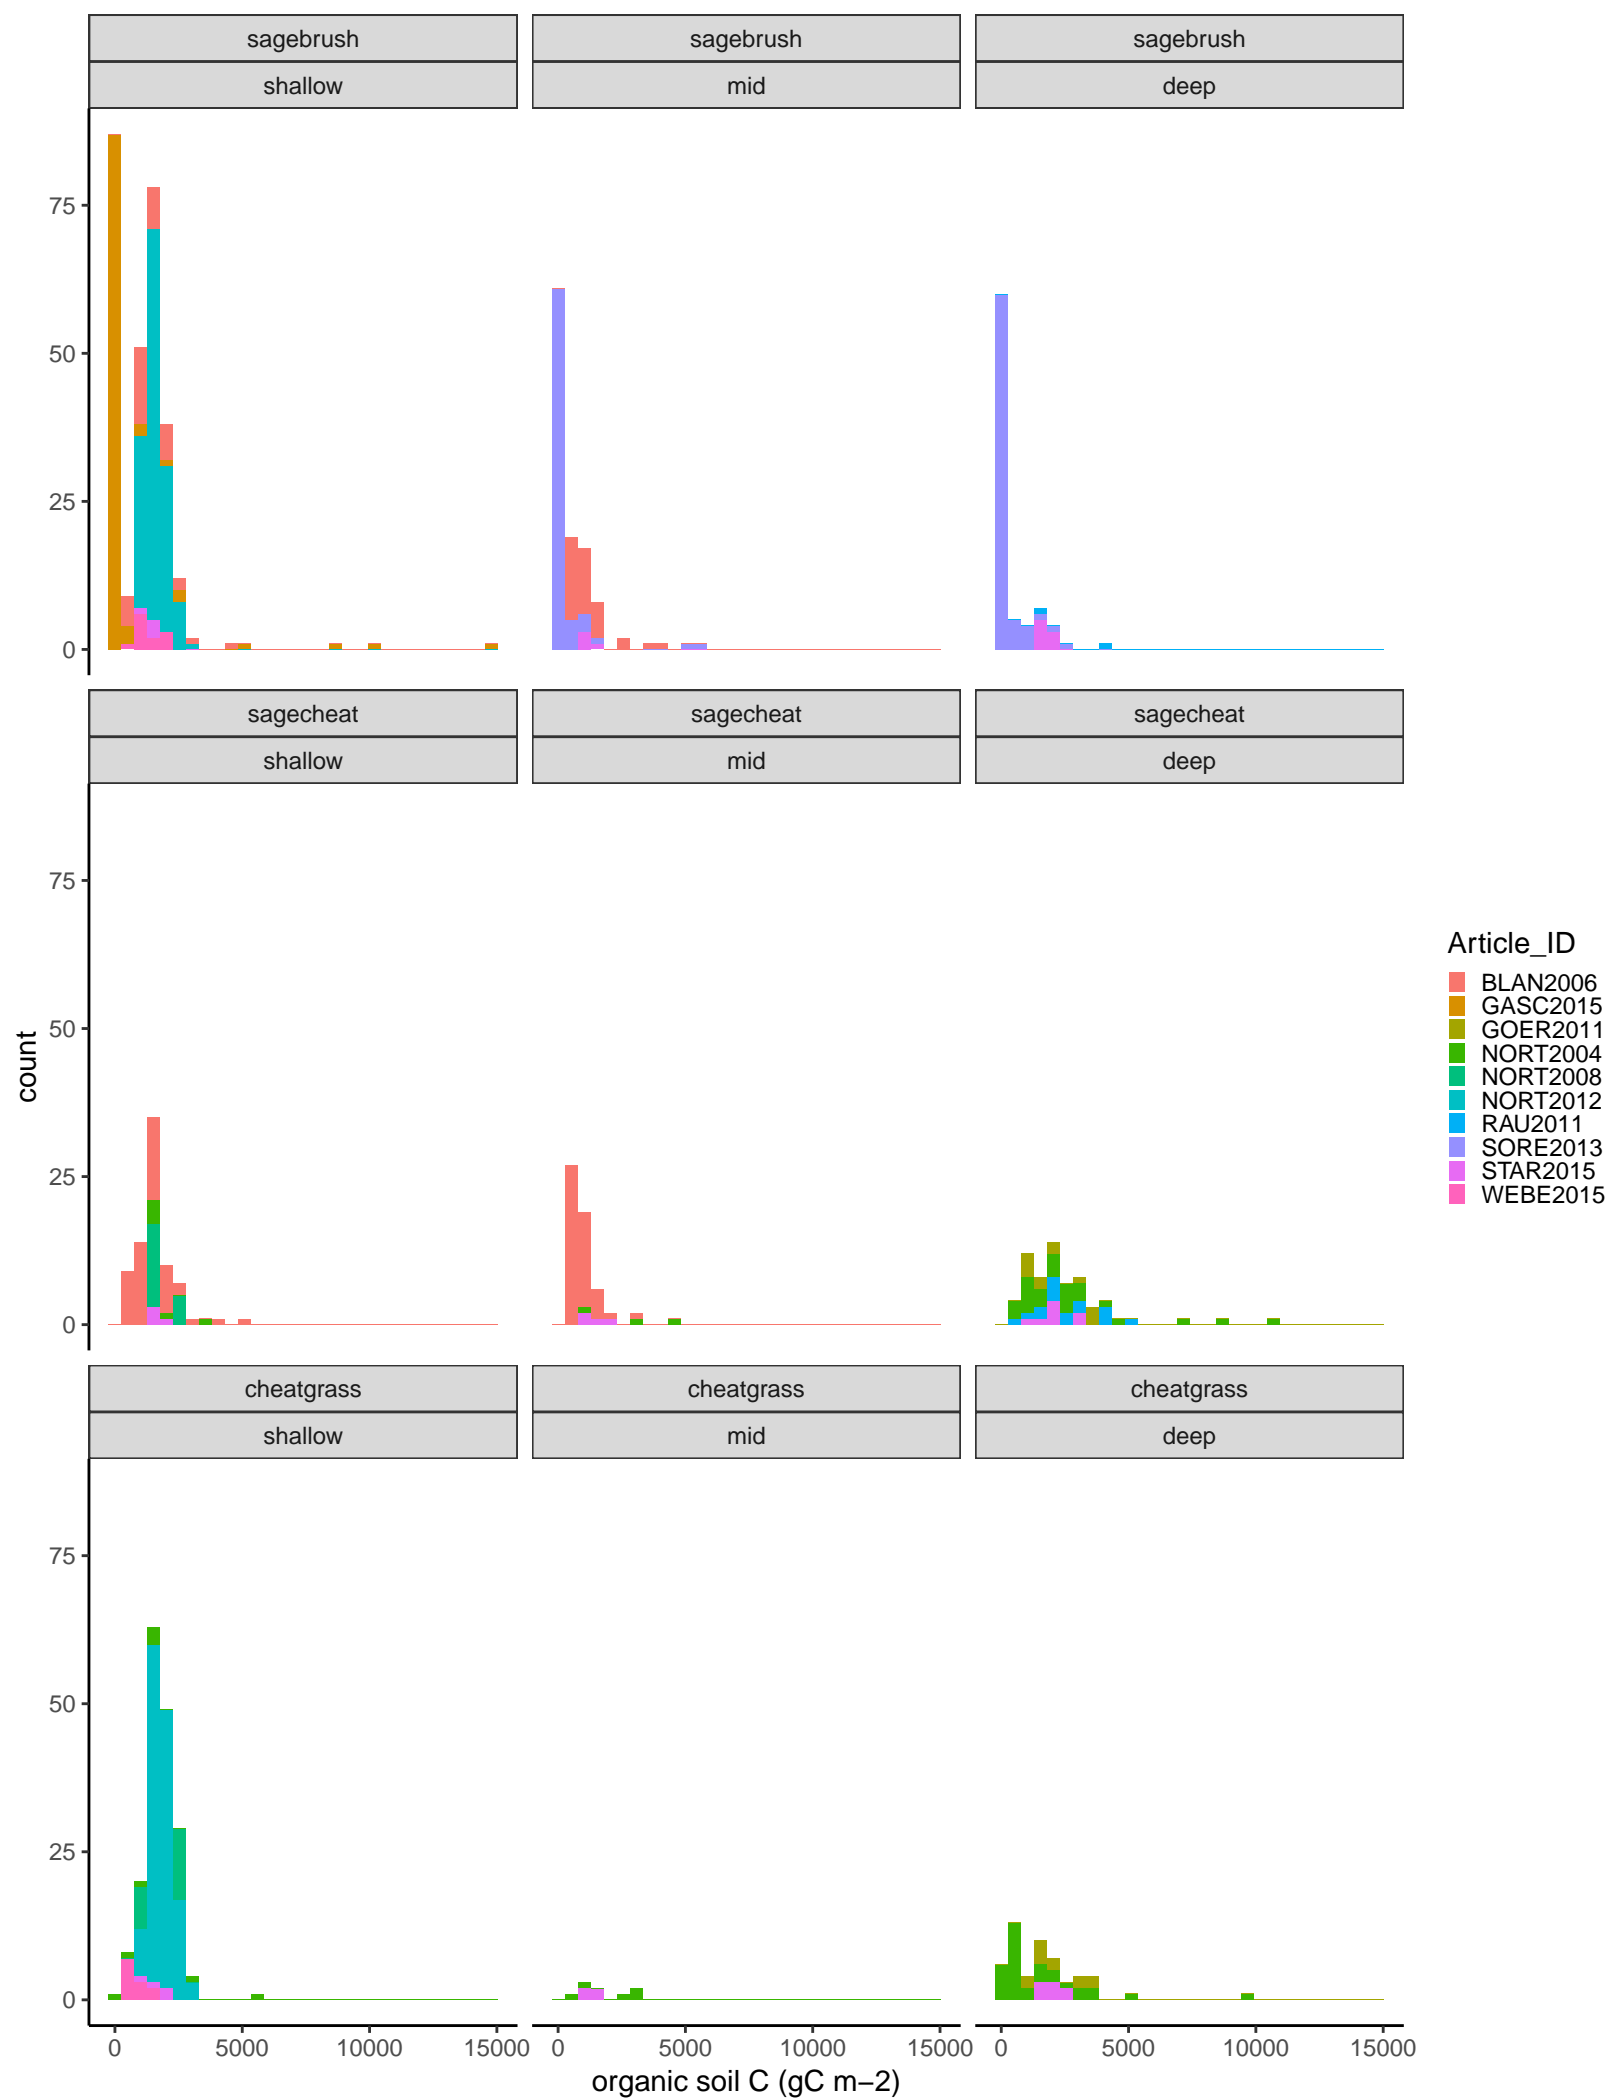 sagebrush
sagebrush
sagebrush
shallow
mid
deep
75
50
25
0
sagecheat
sagecheat
sagecheat
shallow
mid
deep
75
50
25
0
cheatgrass
cheatgrass
cheatgrass
shallow
mid
deep
75
50
25
0
0
5000
10000
15000
0
5000
10000
15000
0
5000
10000
15000
organic soil C (gC m−2)
count
Article_ID
BLAN2006
GASC2015
GOER2011
NORT2004
NORT2008
NORT2012
RAU2011
SORE2013
STAR2015
WEBE2015